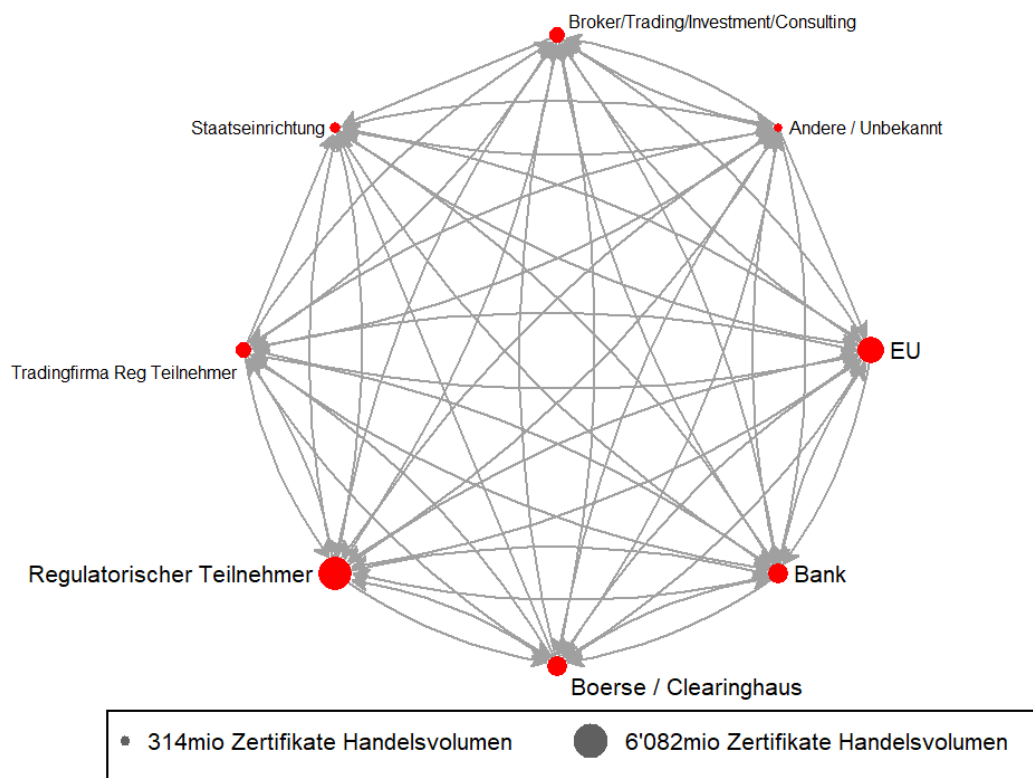 Broker/Trading/Investment/Consulting
Staatseinrichtung
Andere / Unbekannt
EU
Tradingfirma Reg Teilnehmer
Regulatorischer Teilnehmer
Bank
Boerse / Clearinghaus
314mio Zertifikate Handelsvolumen
6'082mio Zertifikate Handelsvolumen